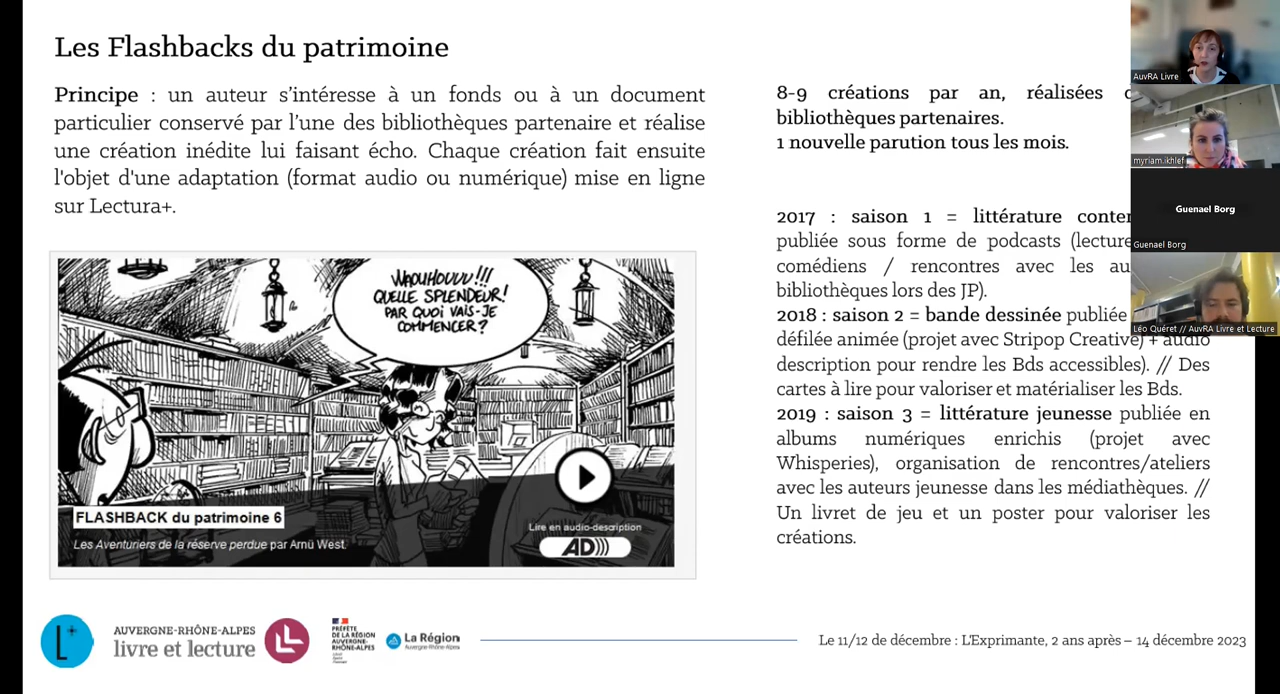 Les Flashbacks du patrimoine
Principe : un auteur s'intéresse à un fonds ou à un document
particulier conservé par l'une des bibliothèques partenaire et réalise
une création inédite lui faisant écho. Chaque création fait ensuite
l'objet d'une adaptation (format audio ou numérique) mise en ligne
sur Lectura+.
WAOUHOUUU!!!
QUELLE SPLENDEUR!
PAR QUOI VAIS-JE
COMMENCER?
FLASHBACK du patrimoine 6
Les Aventuriers de la réserve perdue par Arnü West.
Lire en audio-description
AD)))
8-9 créations par an, réalisées
bibliothèques partenaires.
1 nouvelle parution tous les mois.
2017 : saison 1 = littérature conter
publiée sous forme de podcasts (lecture
comédiens / rencontres avec les au
bibliothèques lors des JP).
2018 : saison 2 = bande dessinée publiée
défilée animée (projet avec Stripop Creative) + audio
description pour rendre les Bds accessibles). // Des
cartes à lire pour valoriser et matérialiser les Bds.
2019 : saison 3 = littérature jeunesse publiée en
albums numériques enrichis (projet avec
Whisperies), organisation de rencontres/ateliers
avec les auteurs jeunesse dans les médiathèques. //
Un livret de jeu et un poster pour valoriser les
créations.
AuvRA Livre
myriam.ikhlef
Guenael Borg
Guenael Borg
Léo Quéret // AuvRA Livre et Lecture
L+
AUVERGNE-RHÔNE-ALPES
livre et lecture
PRÉFÈTE
DE LA RÉGION
AUVERGNE-
RHÔNE-ALPES
La Région
Auvergne-Rhône-Alpes
Le 11/12 de décembre : L'Exprimante, 2 ans après – 14 décembre 2023